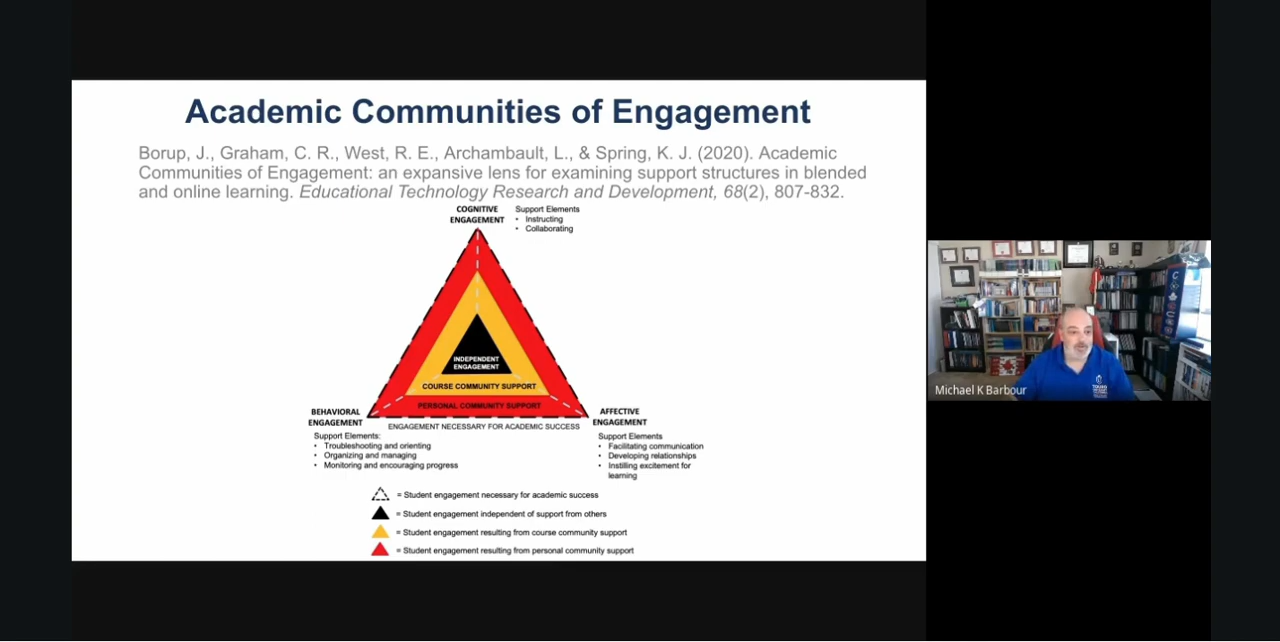 Academic Communities of Engagement
Borup, J., Graham, C. R., West, R. E., Archambault, L., & Spring, K. J. (2020). Academic
Communities of Engagement: an expansive lens for examining support structures in blended
and online learning. Educational Technology Research and Development, 68(2), 807-832.
COGNITIVE
ENGAGEMENT
Support Elements
• Instructing
• Collaborating
INDEPENDENT
ENGAGEMENT
COURSE COMMUNITY SUPPORT
PERSONAL COMMUNITY SUPPORT
ENGAGEMENT NECESSARY FOR ACADEMIC SUCCESS
BEHAVIORAL
ENGAGEMENT
Support Elements:
• Troubleshooting and orienting
• Organizing and managing
• Monitoring and encouraging progress
AFFECTIVE
ENGAGEMENT
Support Elements
• Facilitating communication
• Developing relationships
• Instilling excitement for
learning
= Student engagement necessary for academic success
= Student engagement independent of support from others
= Student engagement resulting from course community support
= Student engagement resulting from personal community support
Michael K Barbour
TOURO